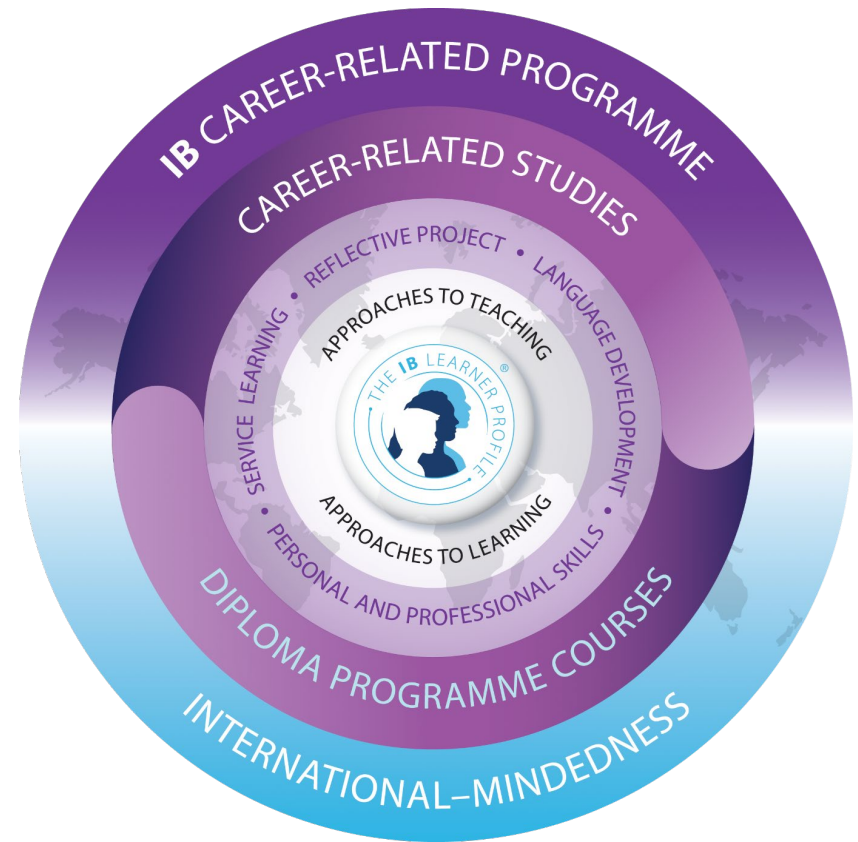 IB CAREER-RELATED PROGRAMME
CAREER-RELATED STUDIES
SERVICE LEARNING • REFLECTIVE PROJECT • LANGUAGE DEVELOPMENT •
APPROACHES TO TEACHING
• THE IB LEARNER PROFILE • ®
APPROACHES TO LEARNING
• PERSONAL AND PROFESSIONAL SKILLS
DIPLOMA PROGRAMME COURSES
INTERNATIONAL–MINDEDNESS